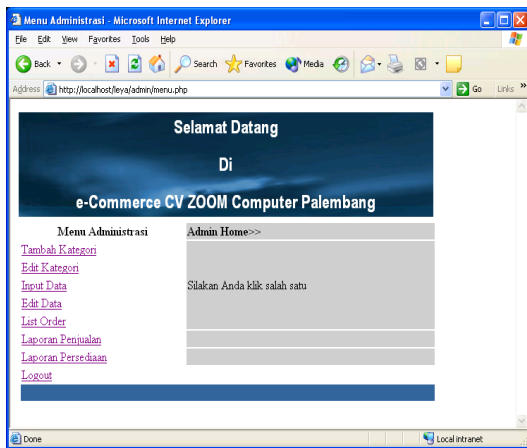 Menu Administrasi - Microsoft Internet Explorer
File Edit View Favorites Tools Help
Back Search Favorites Media
Address http://localhost/leya/admin/menu.php Go Links »
Selamat Datang
Di
e-Commerce CV ZOOM Computer Palembang
Menu Administrasi Admin Home>>
Tambah Kategori
Edit Kategori
Input Data Silakan Anda klik salah satu
Edit Data
List Order
Laporan Penjualan
Laporan Persediaan
Logout
Done Local intranet